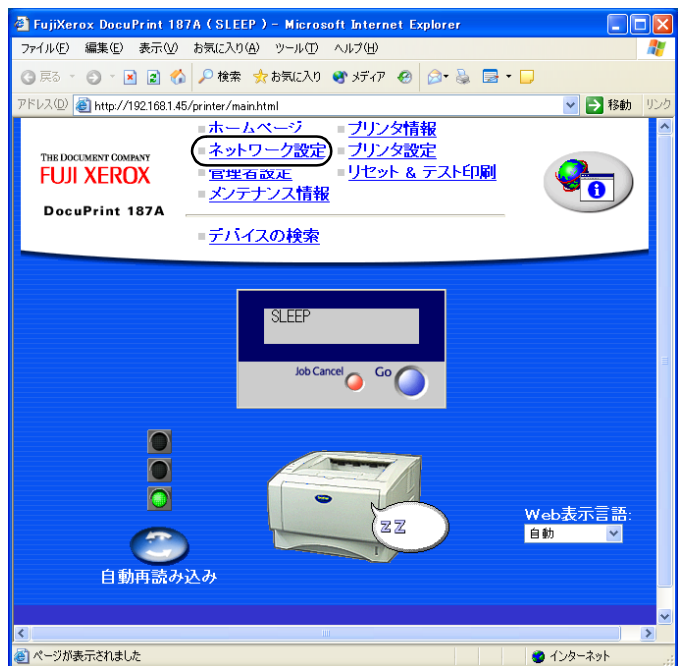 FujiXerox DocuPrint 187A ( SLEEP ) - Microsoft Internet Explorer
ファイル(F) 編集(E) 表示(V) お気に入り(A) ツール(T) ヘルプ(H)
戻る 検索 お気に入り メディア
アドレス(D) http://192.168.1.45/printer/main.html 移動 リンク
THE DOCUMENT COMPANY
FUJI XEROX
DocuPrint 187A
ホームページ プリンタ情報
ネットワーク設定 プリンタ設定
管理者設定 リセット & テスト印刷
メンテナンス情報
デバイスの検索
SLEEP
Job Cancel Go
zz
Web表示言語:
自動
自動再読み込み
ページが表示されました インターネット